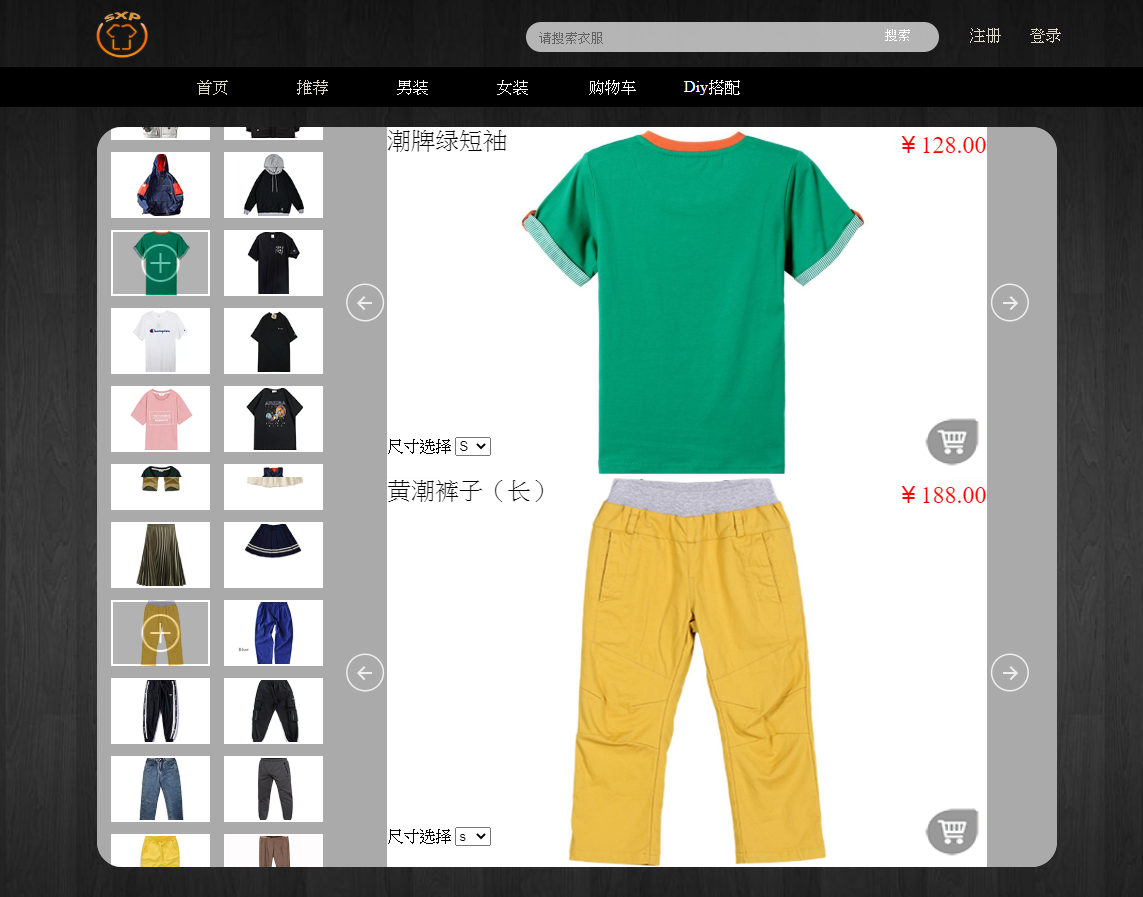 SXP
请搜索衣服
搜索
注册
登录
首页
推荐
男装
女装
购物车
Diy搭配
潮牌绿短袖
￥128.00
尺寸选择 S
黄潮裤子（长）
￥188.00
尺寸选择 s